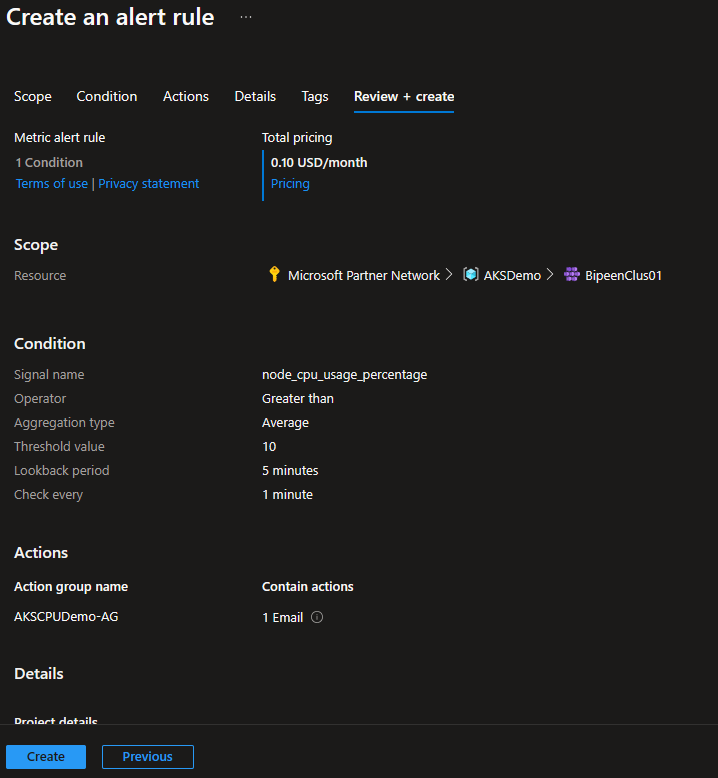 Create an alert rule ...
Scope Condition Actions Details Tags Review + create
Metric alert rule Total pricing
1 Condition 0.10 USD/month
Terms of use | Privacy statement Pricing
Scope
Resource Microsoft Partner Network > AKSDemo > BipeenClus01
Condition
Signal name node_cpu_usage_percentage
Operator Greater than
Aggregation type Average
Threshold value 10
Lookback period 5 minutes
Check every 1 minute
Actions
Action group name Contain actions
AKSCPUDemo-AG 1 Email
Details
Project details
Create Previous